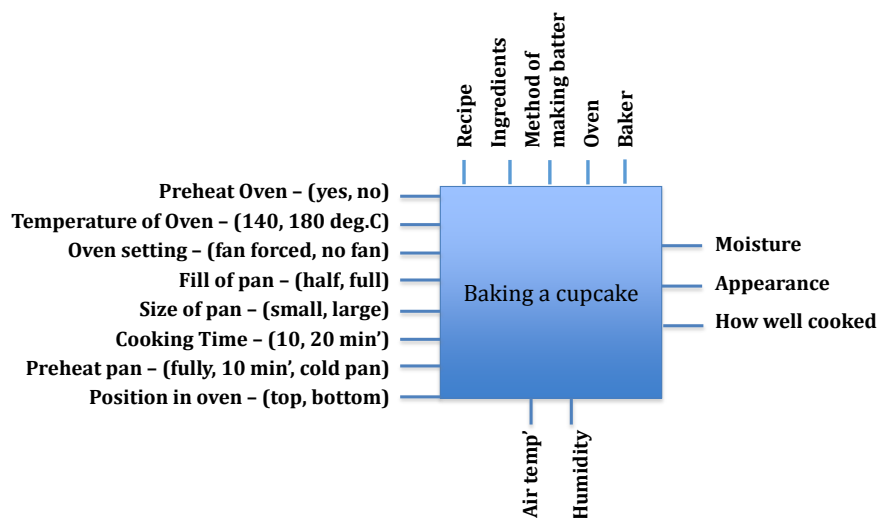 Recipe
Ingredients
Method of
making batter
Oven
Baker
Preheat Oven – (yes, no)
Temperature of Oven – (140, 180 deg.C)
Oven setting – (fan forced, no fan)
Fill of pan – (half, full)
Size of pan – (small, large)
Cooking Time – (10, 20 min’)
Preheat pan – (fully, 10 min’, cold pan)
Position in oven – (top, bottom)
Baking a cupcake
Moisture
Appearance
How well cooked
Air temp’
Humidity